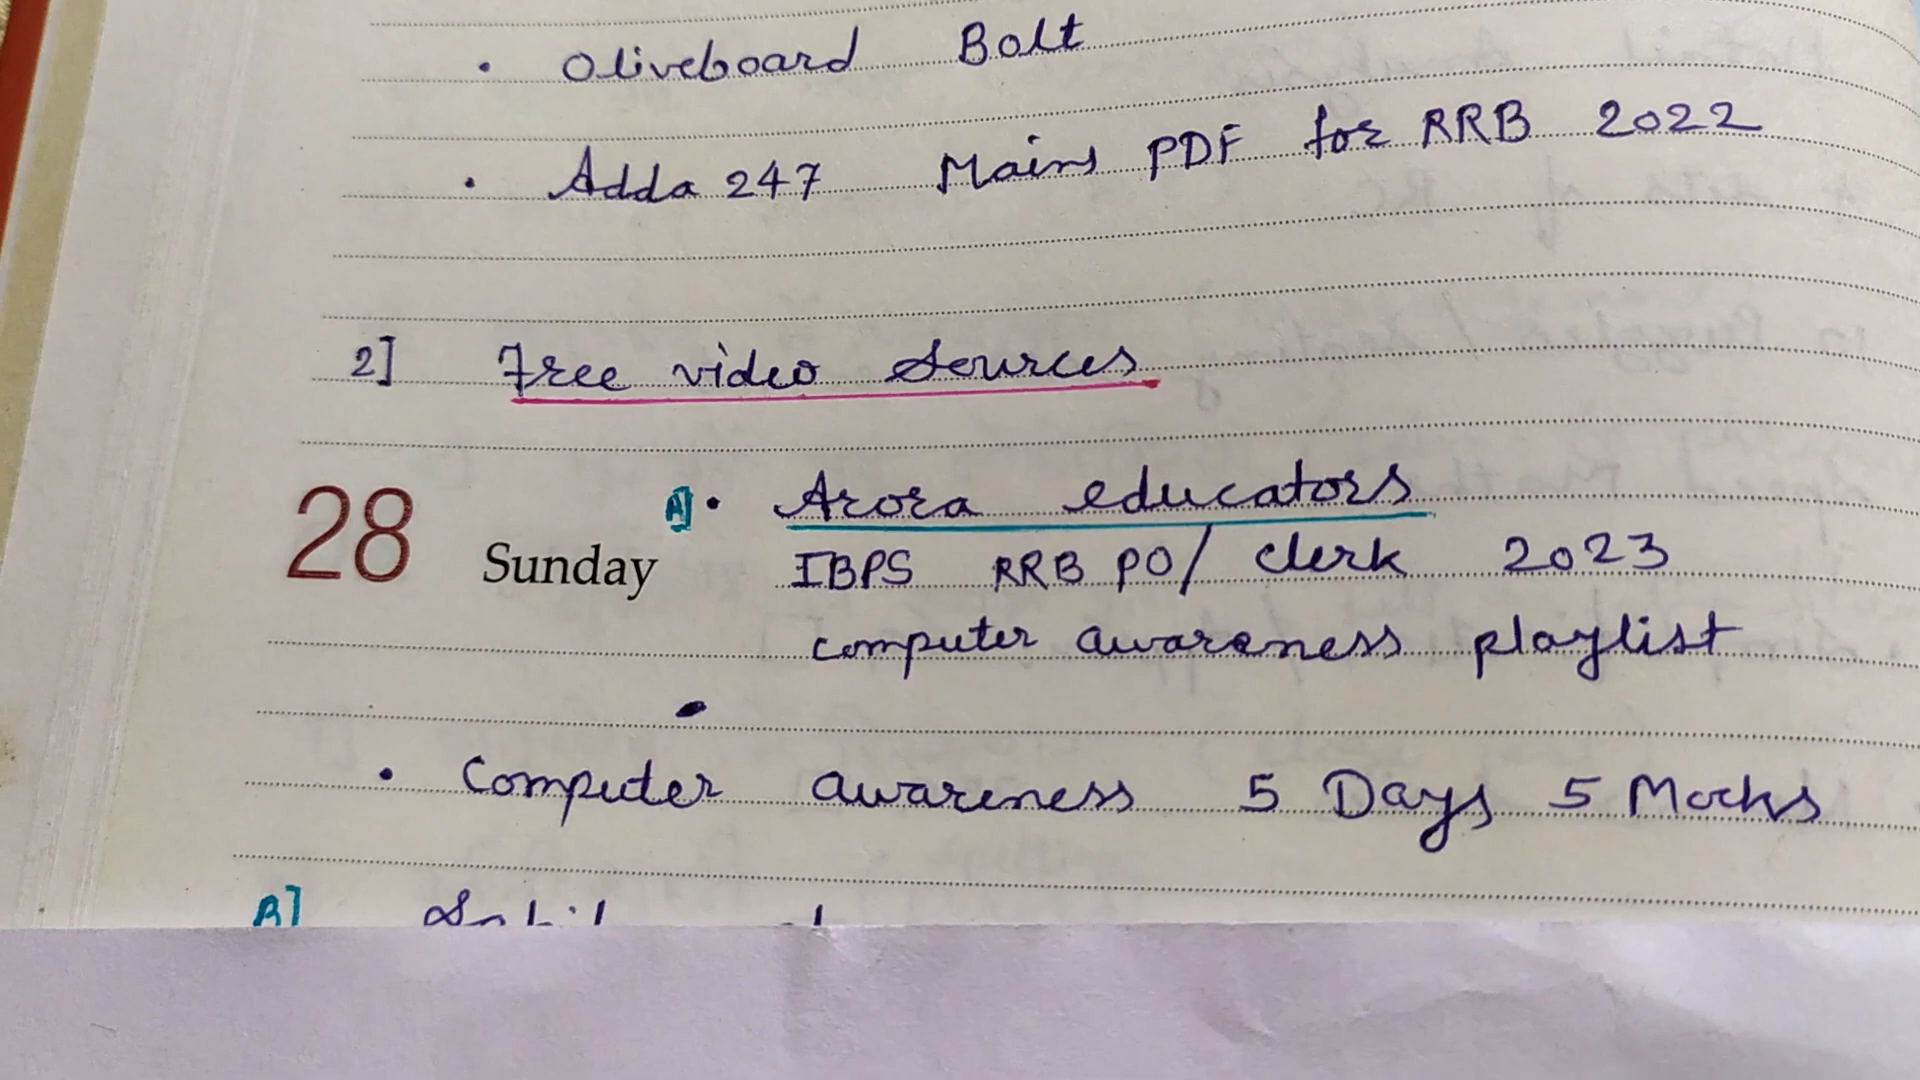 • Oliveboard Bolt
• Adda 247 Mains PDF for RRB 2022
2] Free video Sources
28 Sunday A] • Arora educators
IBPS RRB PO/ Clerk 2023
computer awareness playlist
• Computer awareness 5 Days 5 Mocks
B]